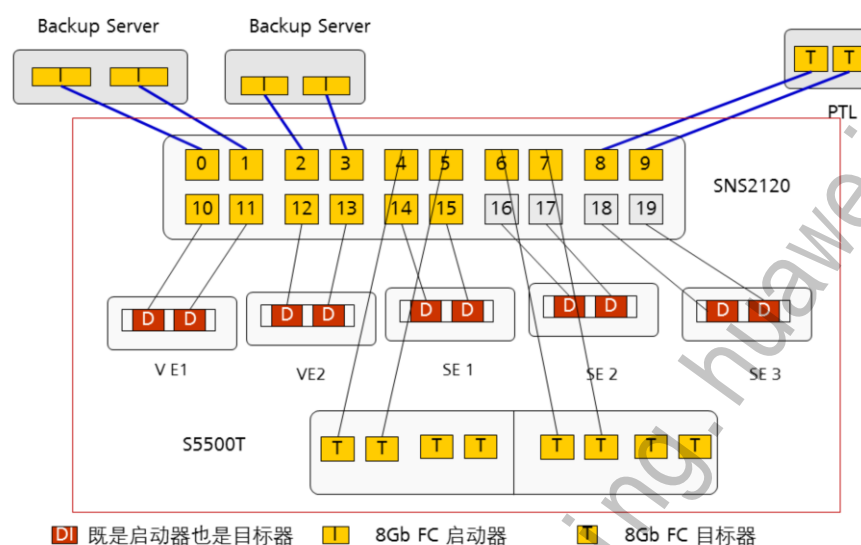 Backup Server
Backup Server
I I
I I
T T
PTL
0 1 2 3 4 5 6 7 8 9
SNS2120
10 11 12 13 14 15 16 17 18 19
D D
D D
D D
D D
D D
V E1
VE2
SE 1
SE 2
SE 3
S5500T
T T T T T T T T
DI 既是启动器也是目标器 I 8Gb FC 启动器 T 8Gb FC 目标器
ing.huawe